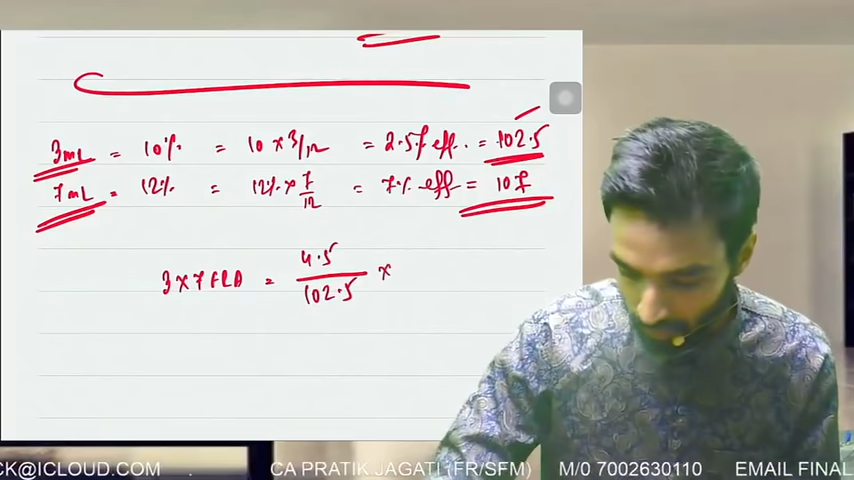 3mL = 10% = 10 x 3/12 = 2.5% eff. = 102.5
7mL = 12% = 12% x 7/12 = 7% eff = 107
3x7 FRA = 4.5/102.5 x
CK@ICLOUD.COM . CA PRATIK JAGATI (FR/SFM) M/0 7002630110 EMAIL FINAL